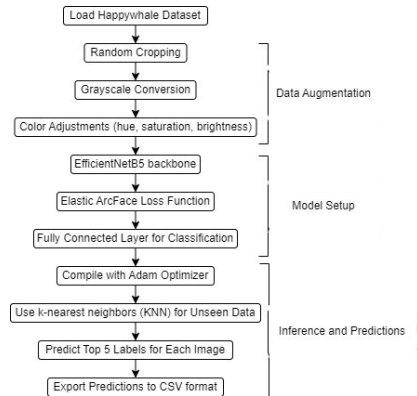 Load Happywhale Dataset
Random Cropping
Grayscale Conversion
Data Augmentation
Color Adjustments (hue, saturation, brightness)
EfficientNetB5 backbone
Elastic ArcFace Loss Function
Model Setup
Fully Connected Layer for Classification
Compile with Adam Optimizer
Use k-nearest neighbors (KNN) for Unseen Data
Inference and Predictions
Predict Top 5 Labels for Each Image
Export Predictions to CSV format